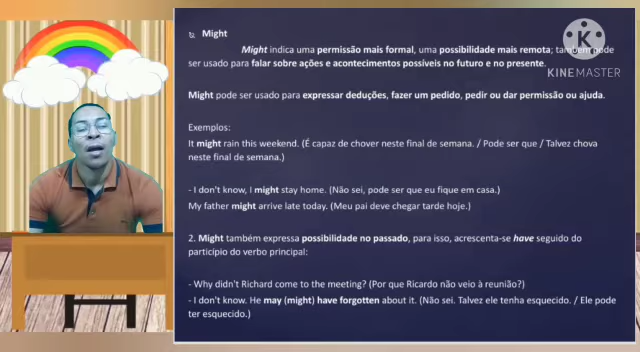 Might
Might indica uma permissão mais formal, uma possibilidade mais remota; também pode
ser usado para falar sobre ações e acontecimentos possíveis no futuro e no presente.
KINEMASTER
Might pode ser usado para expressar deduções, fazer um pedido, pedir ou dar permissão ou ajuda.
Exemplos:
It might rain this weekend. (É capaz de chover neste final de semana. / Pode ser que / Talvez chova
neste final de semana.)
- I don't know, I might stay home. (Não sei, pode ser que eu fique em casa.)
My father might arrive late today. (Meu pai deve chegar tarde hoje.)
2. Might também expressa possibilidade no passado, para isso, acrescenta-se have seguido do
particípio do verbo principal:
- Why didn't Richard come to the meeting? (Por que Ricardo não veio à reunião?)
- I don't know. He may (might) have forgotten about it. (Não sei. Talvez ele tenha esquecido. / Ele pode
ter esquecido.)